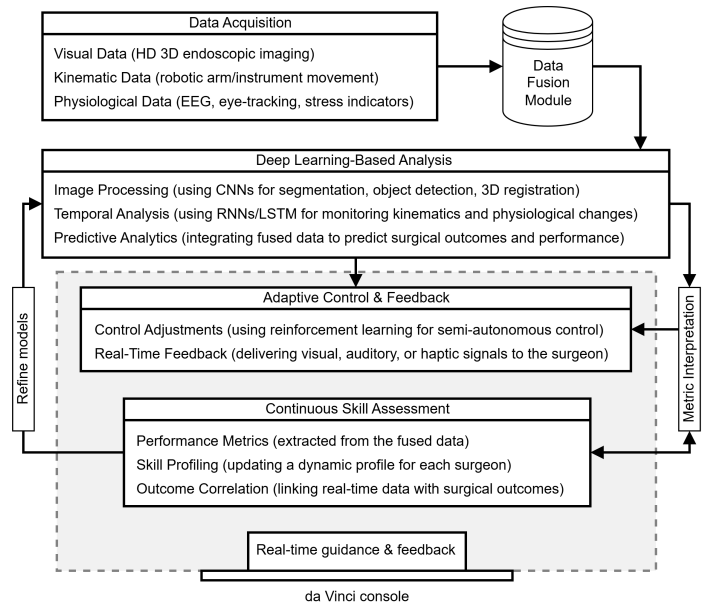 Data Acquisition
Visual Data (HD 3D endoscopic imaging)
Kinematic Data (robotic arm/instrument movement)
Physiological Data (EEG, eye-tracking, stress indicators)
Data
Fusion
Module
Deep Learning-Based Analysis
Image Processing (using CNNs for segmentation, object detection, 3D registration)
Temporal Analysis (using RNNs/LSTM for monitoring kinematics and physiological changes)
Predictive Analytics (integrating fused data to predict surgical outcomes and performance)
Adaptive Control & Feedback
Control Adjustments (using reinforcement learning for semi-autonomous control)
Real-Time Feedback (delivering visual, auditory, or haptic signals to the surgeon)
Refine models
Metric Interpretation
Continuous Skill Assessment
Performance Metrics (extracted from the fused data)
Skill Profiling (updating a dynamic profile for each surgeon)
Outcome Correlation (linking real-time data with surgical outcomes)
Real-time guidance & feedback
da Vinci console